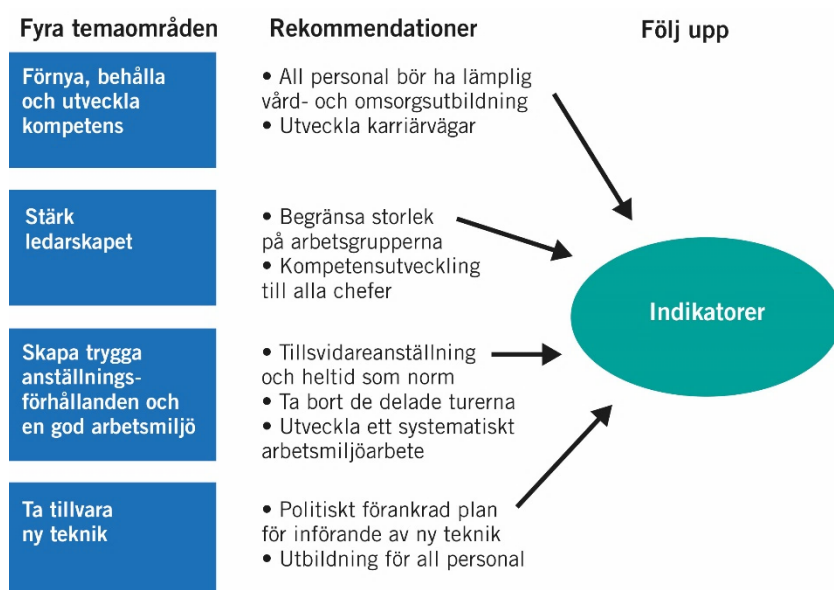 Fyra temaområden
Rekommendationer
Följ upp
Förnya, behålla
och utveckla
kompetens
• All personal bör ha lämplig
vård- och omsorgsutbildning
• Utveckla karriärvägar
Stärk
ledarskapet
• Begränsa storlek
på arbetsgrupperna
• Kompetensutveckling
till alla chefer
Skapa trygga
anställnings-
förhållanden och
en god arbetsmiljö
• Tillsvidareanställning
och heltid som norm
• Ta bort de delade turerna
• Utveckla ett systematiskt
arbetsmiljöarbete
Ta tillvara
ny teknik
• Politiskt förankrad plan
för införande av ny teknik
• Utbildning för all personal
Indikatorer